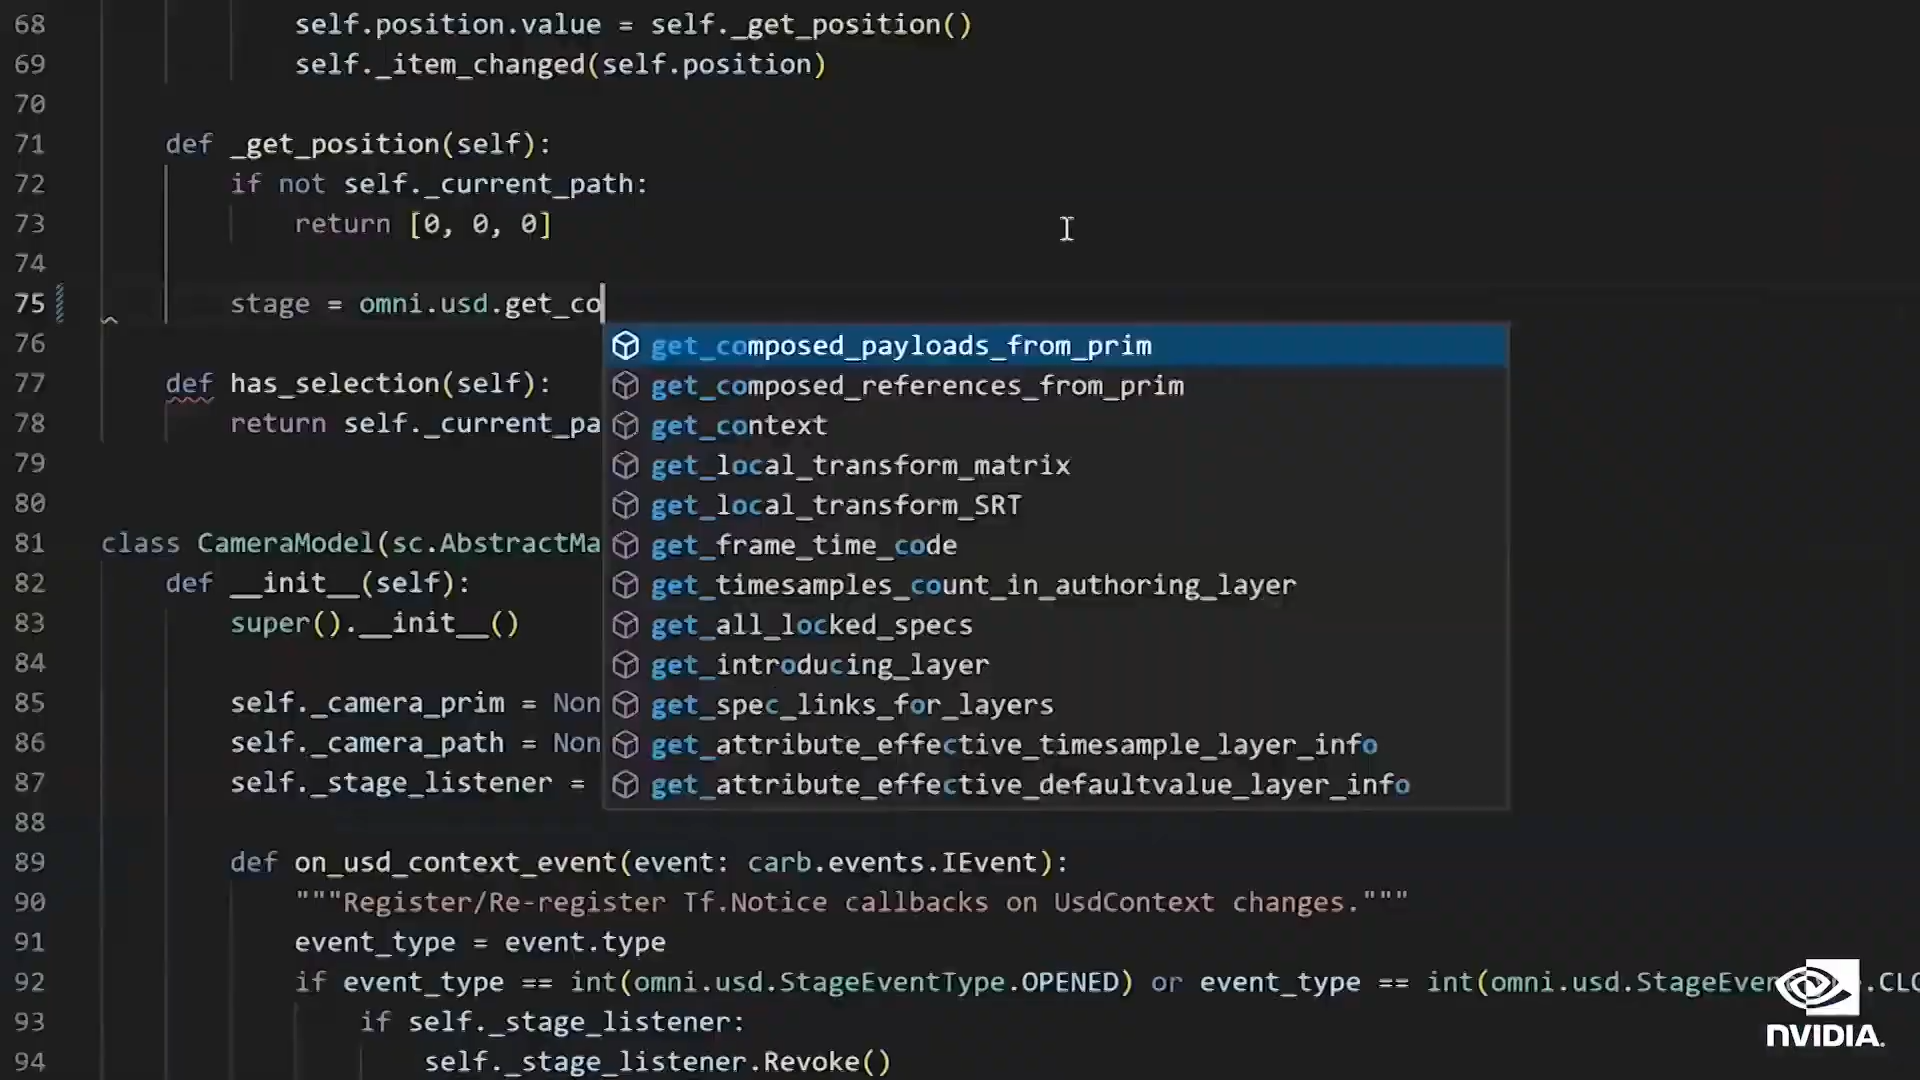 68 self.position.value = self._get_position()
69 self._item_changed(self.position)
70
71 def _get_position(self):
72 if not self._current_path:
73 return [0, 0, 0]
74
75 stage = omni.usd.get_co
76 get_composed_payloads_from_prim
get_composed_references_from_prim
77 def has_selection(self):
get_context
78 return self._current_pa
get_local_transform_matrix
79
get_local_transform_SRT
80
get_frame_time_code
81 class CameraModel(sc.AbstractMa
get_timesamples_count_in_authoring_layer
82 def __init__(self):
get_all_locked_specs
83 super().__init__()
get_introducing_layer
84
get_spec_links_for_layers
85 self._camera_prim = Non
get_attribute_effective_timesample_layer_info
86 self._camera_path = Non
get_attribute_effective_defaultvalue_layer_info
87 self._stage_listener =
88
89 def on_usd_context_event(event: carb.events.IEvent):
90 """Register/Re-register Tf.Notice callbacks on UsdContext changes."""
91 event_type = event.type
92 if event_type == int(omni.usd.StageEventType.OPENED) or event_type == int(omni.usd.StageEven .CLO
93 if self._stage_listener:
94 self._stage_listener.Revoke()
NVIDIA.